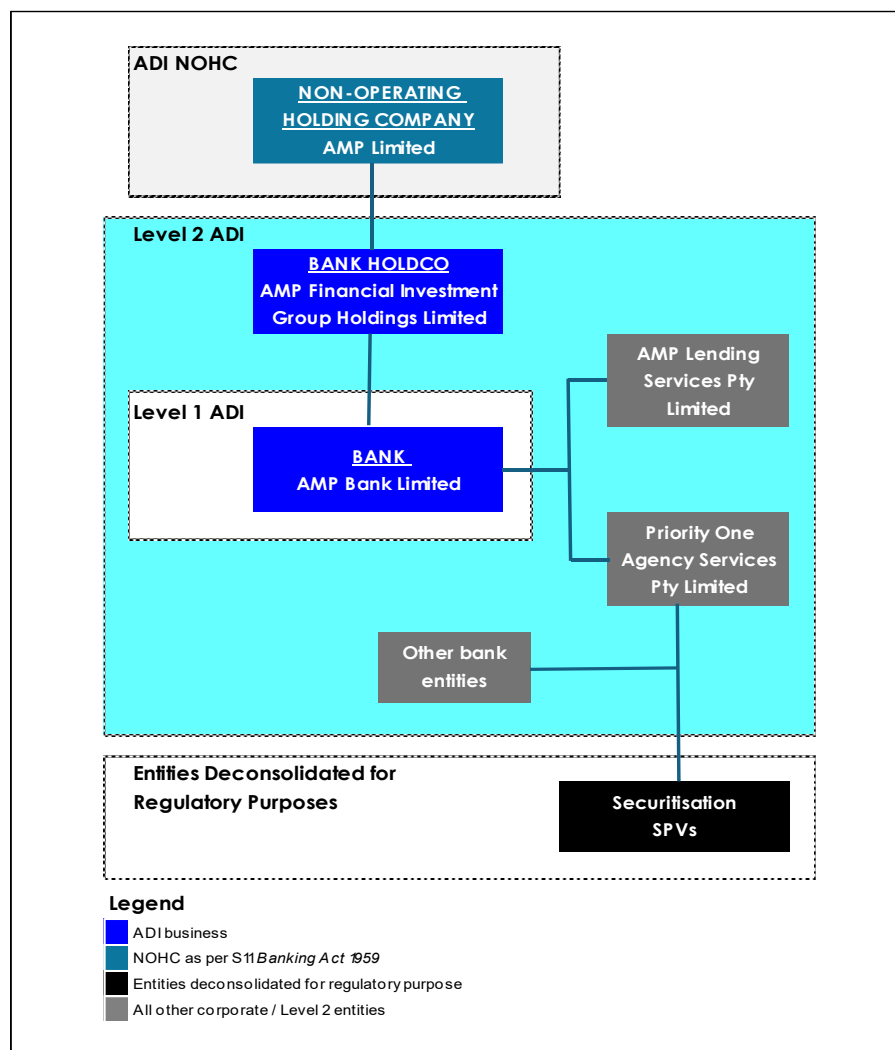 ADI NOHC
NON-OPERATING
HOLDING COMPANY
AMP Limited
Level 2 ADI
BANK HOLDCO
AMP Financial Investment
Group Holdings Limited
AMP Lending
Services Pty
Limited
Level 1 ADI
BANK
AMP Bank Limited
Priority One
Agency Services
Pty Limited
Other bank
entities
Entities Deconsolidated for
Regulatory Purposes
Securitisation
SPVs
Legend
ADI business
NOHC as per S11 Banking Act 1959
Entities deconsolidated for regulatory purpose
All other corporate / Level 2 entities